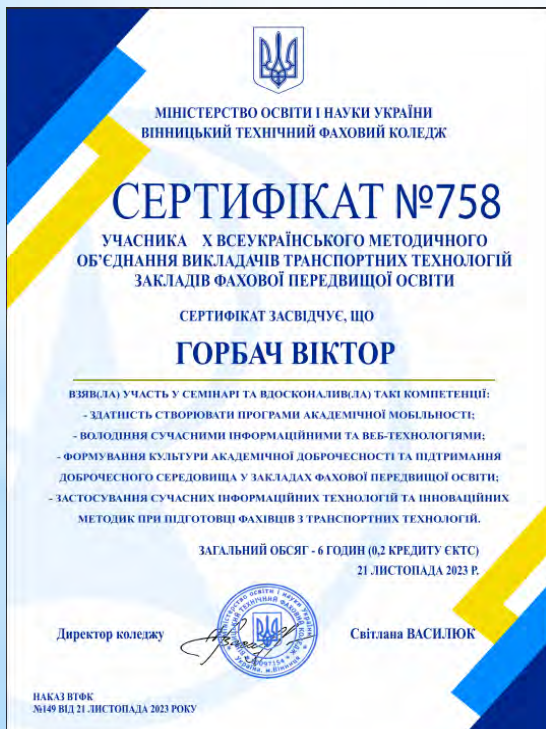 МІНІСТЕРСТВО ОСВІТИ І НАУКИ УКРАЇНИ
ВІННИЦЬКИЙ ТЕХНІЧНИЙ ФАХОВИЙ КОЛЕДЖ
СЕРТИФІКАТ №758
УЧАСНИКА X ВСЕУКРАЇНСЬКОГО МЕТОДИЧНОГО
ОБ’ЄДНАННЯ ВИКЛАДАЧІВ ТРАНСПОРТНИХ ТЕХНОЛОГІЙ
ЗАКЛАДІВ ФАХОВОЇ ПЕРЕДВИЩОЇ ОСВІТИ
СЕРТИФІКАТ ЗАСВІДЧУЄ, ЩО
ГОРБАЧ ВІКТОР
ВЗЯВ(ЛА) УЧАСТЬ У СЕМІНАРІ ТА ВДОСКОНАЛИВ(ЛА) ТАКІ КОМПЕТЕНЦІЇ:
- ЗДАТНІСТЬ СТВОРЮВАТИ ПРОГРАМИ АКАДЕМІЧНОЇ МОБІЛЬНОСТІ;
- ВОЛОДІННЯ СУЧАСНИМИ ІНФОРМАЦІЙНИМИ ТА ВЕБ-ТЕХНОЛОГІЯМИ;
- ФОРМУВАННЯ КУЛЬТУРИ АКАДЕМІЧНОЇ ДОБРОЧЕСНОСТІ ТА ПІДТРИМАННЯ
ДОБРОЧЕСНОГО СЕРЕДОВИЩА У ЗАКЛАДАХ ФАХОВОЇ ПЕРЕДВИЩОЇ ОСВІТИ;
- ЗАСТОСУВАННЯ СУЧАСНИХ ІНФОРМАЦІЙНИХ ТЕХНОЛОГІЙ ТА ІННОВАЦІЙНИХ
МЕТОДИК ПРИ ПІДГОТОВЦІ ФАХІВЦІВ З ТРАНСПОРТНИХ ТЕХНОЛОГІЙ.
ЗАГАЛЬНИЙ ОБСЯГ - 6 ГОДИН (0,2 КРЕДИТУ ЄКТС)
21 ЛИСТОПАДА 2023 Р.
Директор коледжу
Світлана ВАСИЛЮК
НАКАЗ ВТФК
№149 ВІД 21 ЛИСТОПАДА 2023 РОКУ